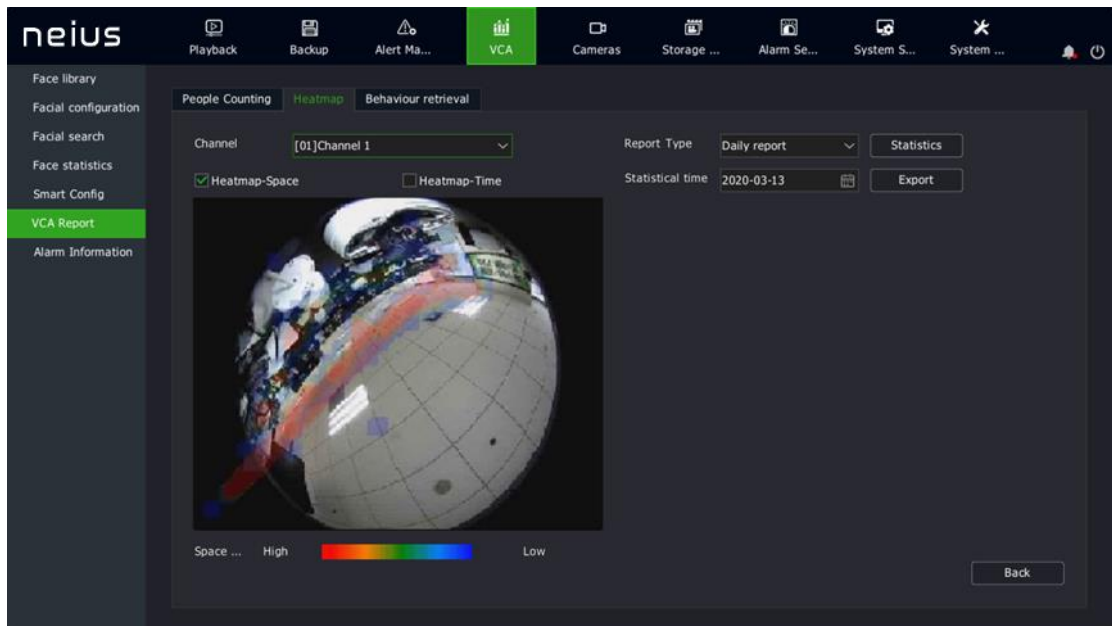 neius
Playback Backup Alert Ma... VCA Cameras Storage ... Alarm Se... System S... System ...
Face library
Facial configuration
Facial search
Face statistics
Smart Config
VCA Report
Alarm Information
People Counting Heatmap Behaviour retrieval
Channel [01]Channel 1 Report Type Daily report Statistics
Heatmap-Space Heatmap-Time Statistical time 2020-03-13 Export
Space ... High Low
Back